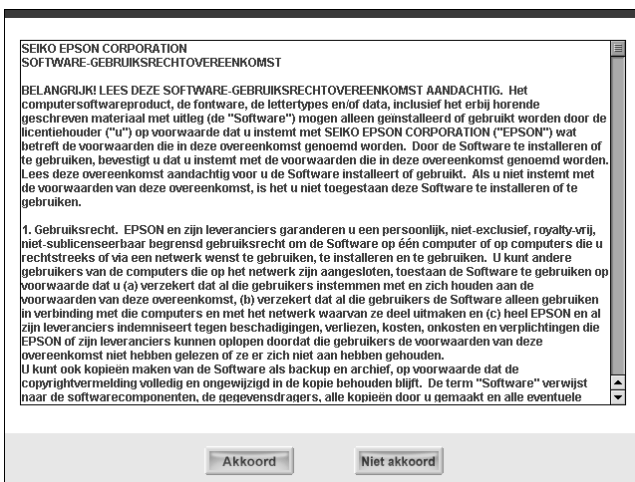 SEIKO EPSON CORPORATION
SOFTWARE-GEBRUIKSRECHTOVEREENKOMST
BELANGRIJK! LEES DEZE SOFTWARE-GEBRUIKSRECHTOVEREENKOMST AANDACHTIG. Het
computersoftwareproduct, de fontware, de lettertypes en/of data, inclusief het erbij horende
geschreven materiaal met uitleg (de "Software") mogen alleen geïnstalleerd of gebruikt worden door de
licentiehouder ("u") op voorwaarde dat u instemt met SEIKO EPSON CORPORATION ("EPSON") wat
betreft de voorwaarden die in deze overeenkomst genoemd worden. Door de Software te installeren of
te gebruiken, bevestigt u dat u instemt met de voorwaarden die in deze overeenkomst genoemd worden.
Lees deze overeenkomst aandachtig voor u de Software installeert of gebruikt. Als u niet instemt met
de voorwaarden van deze overeenkomst, is het u niet toegestaan deze Software te installeren of te
gebruiken.
1. Gebruiksrecht. EPSON en zijn leveranciers garanderen u een persoonlijk, niet-exclusief, royalty-vrij,
niet-sublicenseerbaar begrensd gebruiksrecht om de Software op één computer of op computers die u
rechtstreeks of via een netwerk wenst te gebruiken, te installeren en te gebruiken. U kunt andere
gebruikers van de computers die op het netwerk zijn aangesloten, toestaan de Software te gebruiken op
voorwaarde dat u (a) verzekert dat al die gebruikers instemmen met en zich houden aan de
voorwaarden van deze overeenkomst, (b) verzekert dat al die gebruikers de Software alleen gebruiken
in verbinding met die computers en met het netwerk waarvan ze deel uitmaken en (c) heel EPSON en al
zijn leveranciers indemniseert tegen beschadigingen, verliezen, kosten, onkosten en verplichtingen die
EPSON of zijn leveranciers kunnen oplopen doordat die gebruikers de voorwaarden van deze
overeenkomst niet hebben gelezen of ze er zich niet aan hebben gehouden.
U kunt ook kopieën maken van de Software als backup en archief, op voorwaarde dat de
copyrightvermelding volledig en ongewijzigd in de kopie behouden blijft. De term "Software" verwijst
naar de softwarecomponenten, de gegevensdragers, alle kopieën door u gemaakt en alle eventuele
Akkoord
Niet akkoord